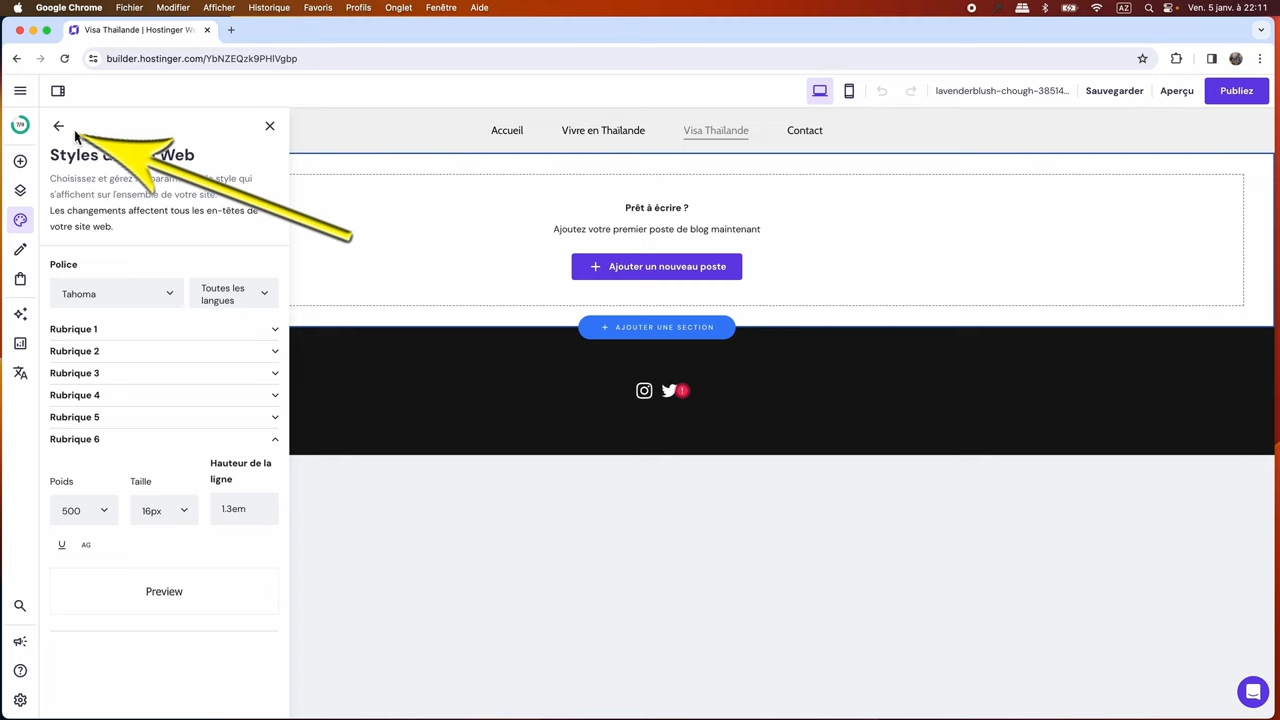 Google Chrome Fichier Modifier Afficher Historique Favoris Profils Onglet Fenêtre Aide AZ Ven. 5 janv. à 22:11
Visa Thaïlande | Hostinger
builder.hostinger.com/YbNZEQzk9PHlVgbp
lavenderblush-chough-38514... Sauvegarder Aperçu Publiez
7/9
Accueil Vivre en Thaïlande Visa Thaïlande Contact
Styles Web
Choisissez et gérez style qui
s'affichent sur l'ensemble de votre site.
Les changements affectent tous les en-têtes de
votre site web.
Prêt à écrire ?
Ajoutez votre premier poste de blog maintenant
Ajouter un nouveau poste
AJOUTER UNE SECTION
Police
Tahoma
Toutes les
langues
Rubrique 1
Rubrique 2
Rubrique 3
Rubrique 4
Rubrique 5
Rubrique 6
Poids
Taille
Hauteur de la
ligne
500
16px
1.3em
U AG
Preview